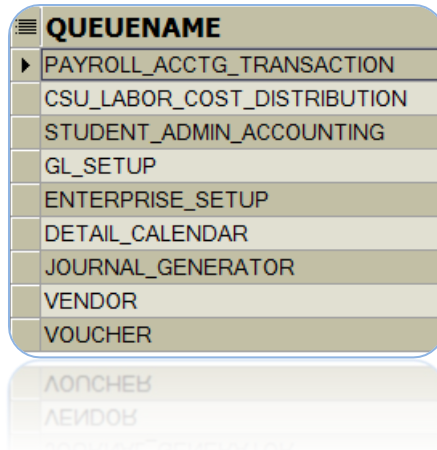 QUEUENAME
PAYROLL_ACCTG_TRANSACTION
CSU_LABOR_COST_DISTRIBUTION
STUDENT_ADMIN_ACCOUNTING
GL_SETUP
ENTERPRISE_SETUP
DETAIL_CALENDAR
JOURNAL_GENERATOR
VENDOR
VOUCHER